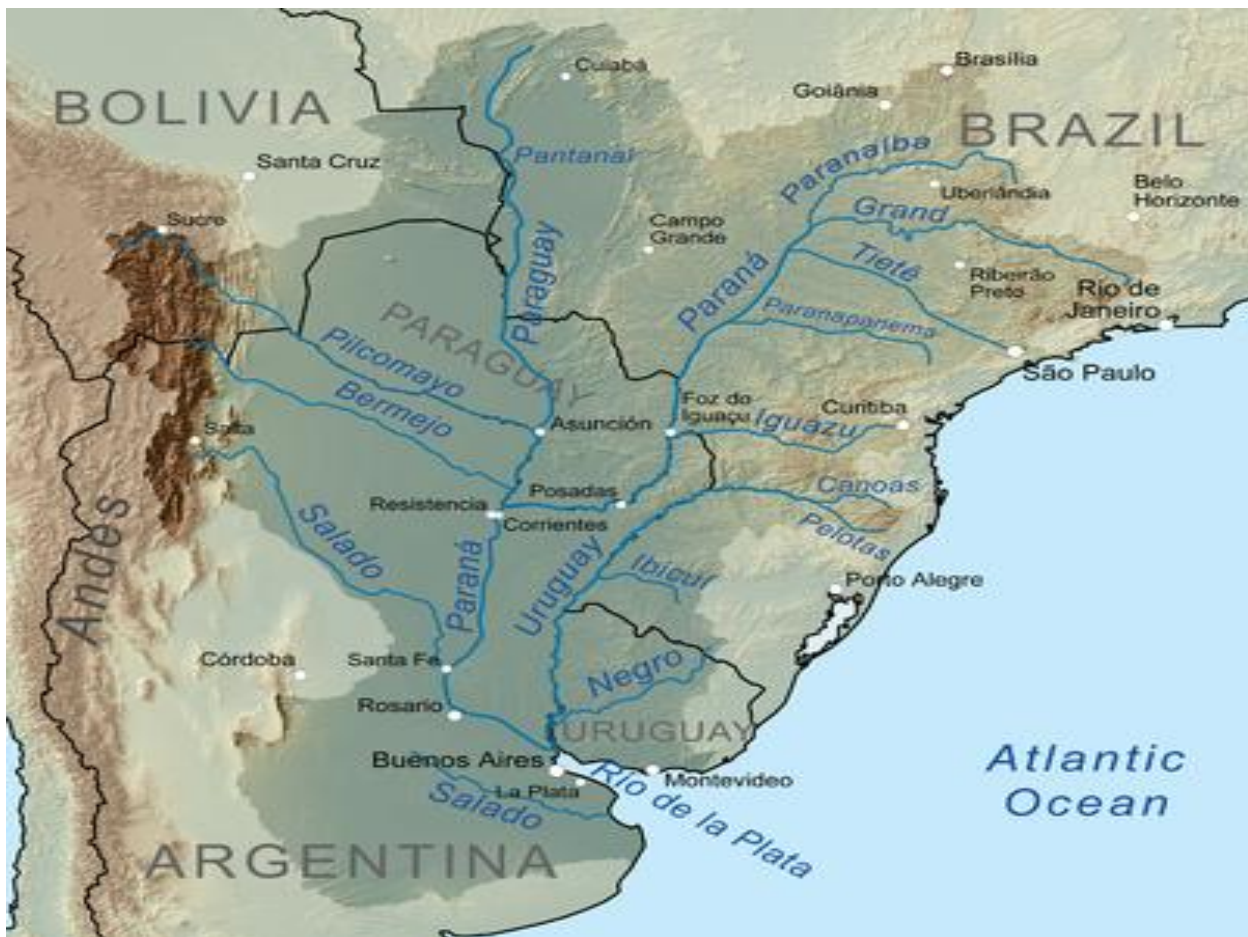 Cuiabá
Brasília
Goiânia
BOLIVIA
BRAZIL
Santa Cruz
Pantanal
Paranaíba
Uberlândia
Belo
Horizonte
Sucre
Campo
Grande
Grand
Paraguay
Paraná
Tietê
Ribeirão
Preto
Rio de
Janeiro
PARAGUAY
Paranapanema
São Paulo
Pilcomayo
Bermejo
Foz do
Iguaçu
Iguazu
Curitiba
Asunción
Salta
Andes
Salado
Resistencia
Corrientes
Posadas
Canoas
Pelotas
Paraná
Uruguay
Ibicuí
Porto Alegre
Córdoba
Santa Fe
Negro
Rosario
URUGUAY
Buenos Aires
La Plata
Montevideo
Río de la Plata
Salado
Atlantic
Ocean
ARGENTINA